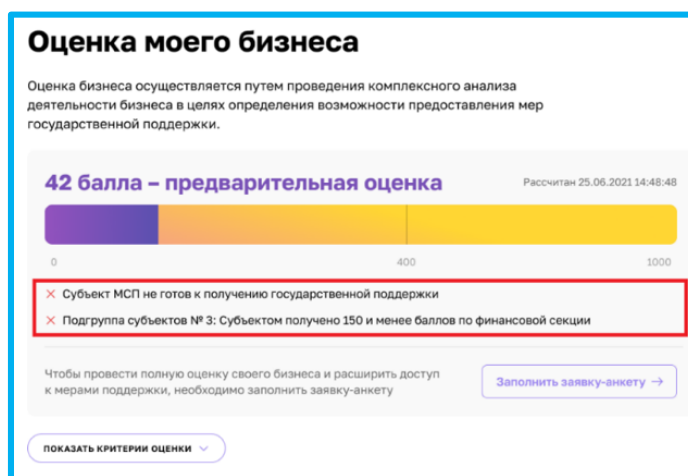 Оценка моего бизнеса
Оценка бизнеса осуществляется путем проведения комплексного анализа
деятельности бизнеса в целях определения возможности предоставления мер
государственной поддержки.
42 балла – предварительная оценка
Рассчитан 25.06.2021 14:48:48
0 400 1000
Субъект МСП не готов к получению государственной поддержки
Подгруппа субъектов № 3: Субъектом получено 150 и менее баллов по финансовой секции
Чтобы провести полную оценку своего бизнеса и расширить доступ
к мерами поддержки, необходимо заполнить заявку-анкету
Заполнить заявку-анкету →
ПОКАЗАТЬ КРИТЕРИИ ОЦЕНКИ